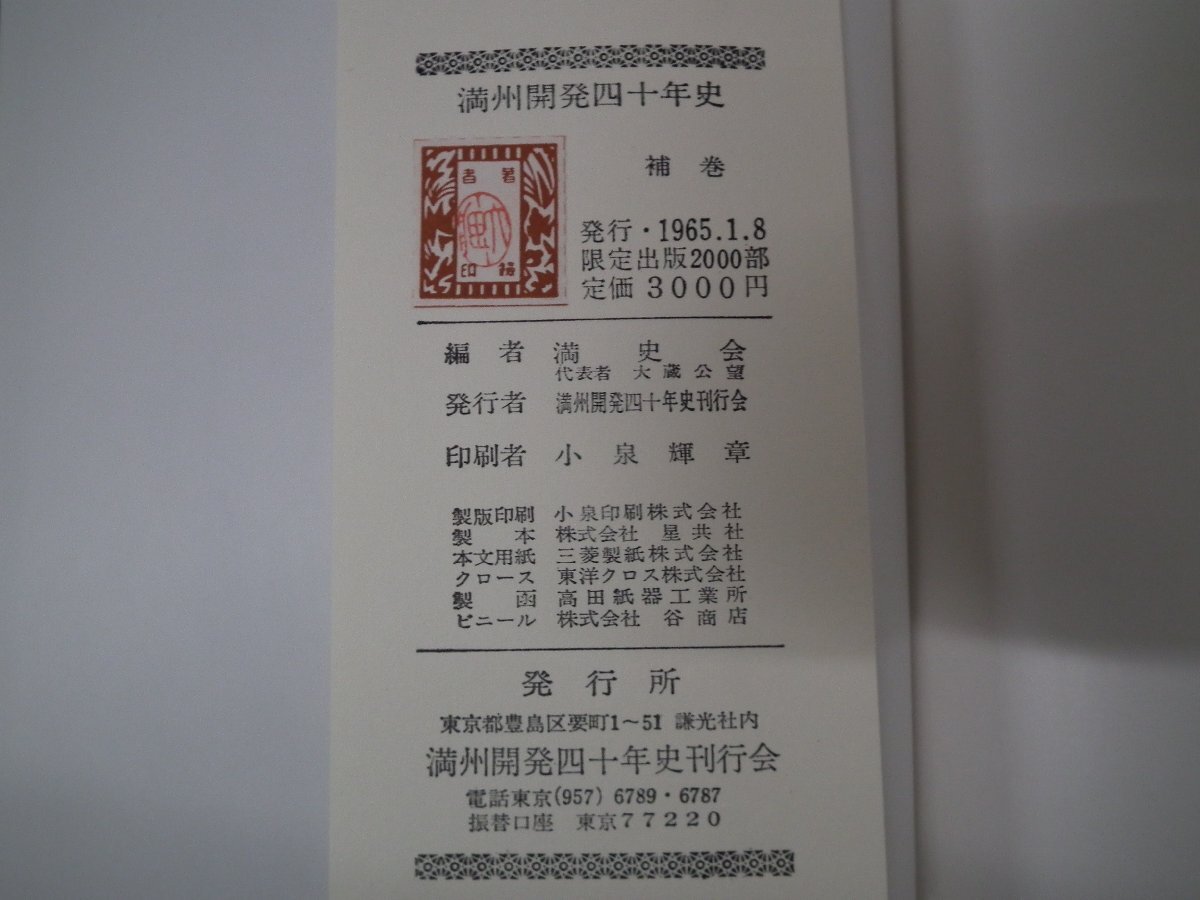 満州開発四十年史
補巻
著者
検印
発行・1965.1.8
限定出版2000部
定価 3000円
編者 満史会
代表者 大蔵公望
発行者 満州開発四十年史刊行会
印刷者 小泉輝章
製版印刷 小泉印刷株式会社
製本 株式会社 星共社
本文用紙 三菱製紙株式会社
クロース 東洋クロス株式会社
製函 高田紙器工業所
ビニール 株式会社 谷商店
発行所
東京都豊島区要町1～51 謙光社内
満州開発四十年史刊行会
電話東京(957) 6789・6787
振替口座 東京77220